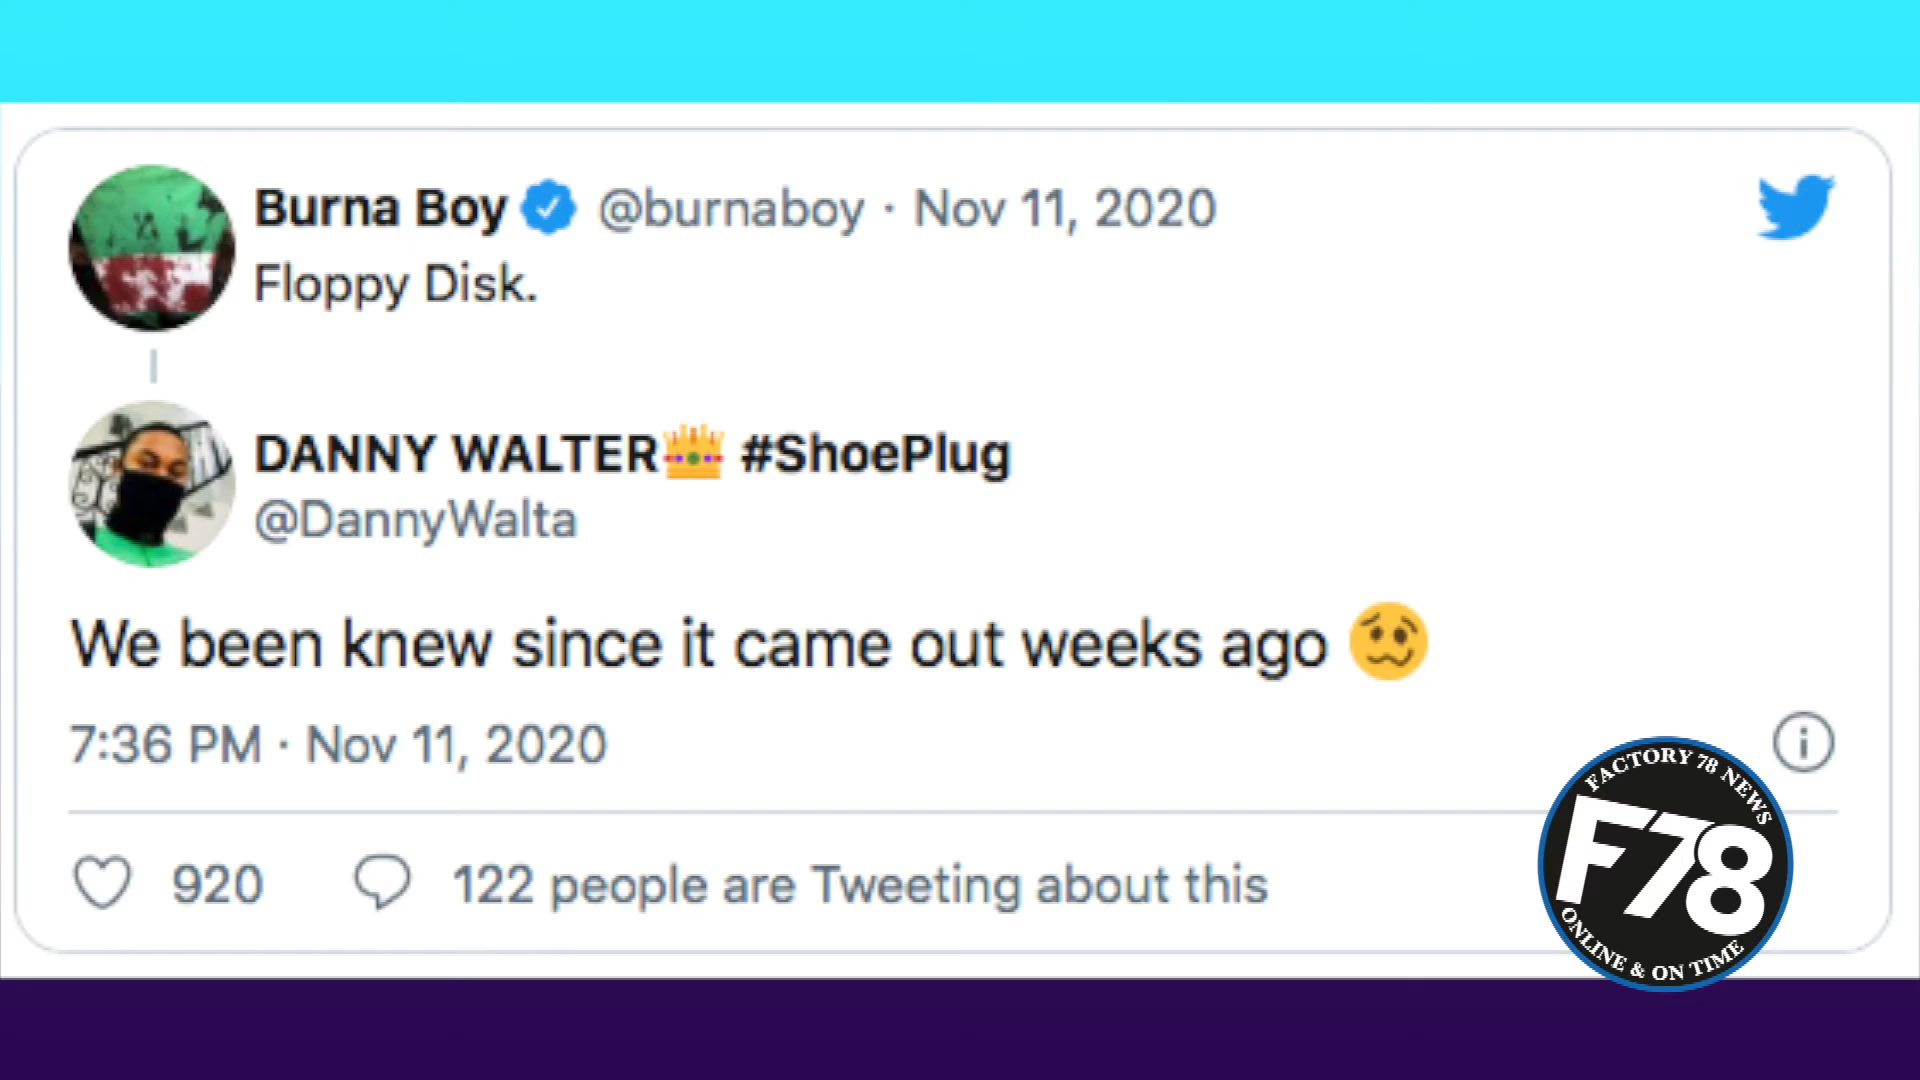 Burna Boy @burnaboy · Nov 11, 2020
Floppy Disk.
DANNY WALTER👑 #ShoePlug
@DannyWalta
We been knew since it came out weeks ago 🥴
7:36 PM · Nov 11, 2020
920 122 people are Tweeting about this
FACTORY 78 NEWS
F78
ONLINE & ON TIME